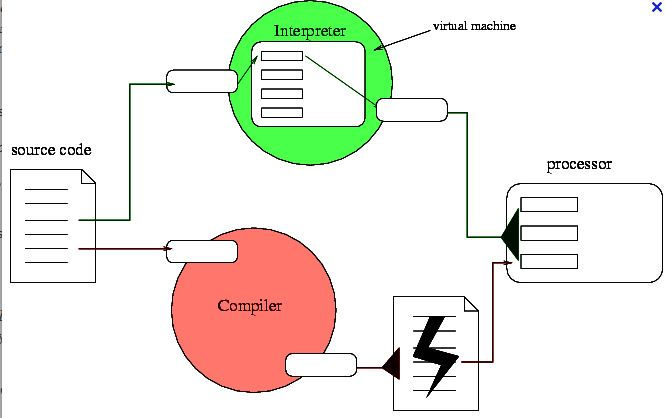 Interpreter
virtual machine
source code
processor
Compiler